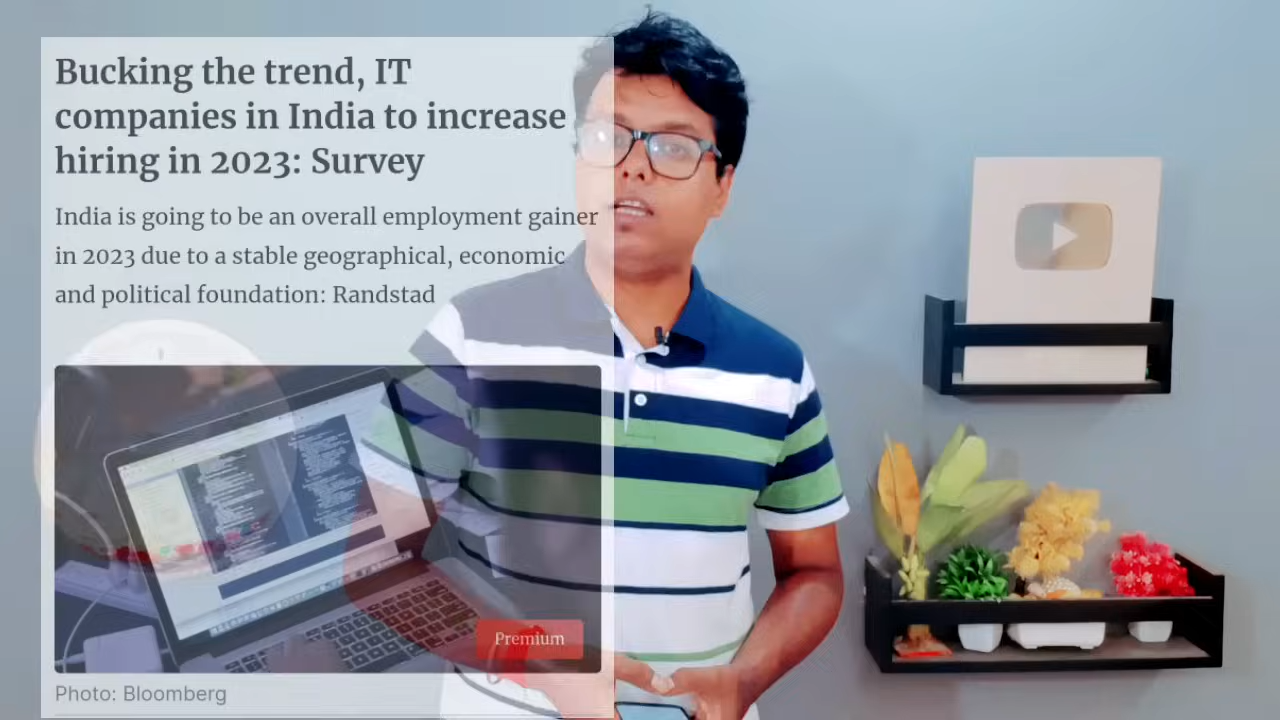 Bucking the trend, IT
companies in India to increase
hiring in 2023: Survey
India is going to be an overall employment gainer
in 2023 due to a stable geographical, economic
and political foundation: Randstad
Premium
Photo: Bloomberg